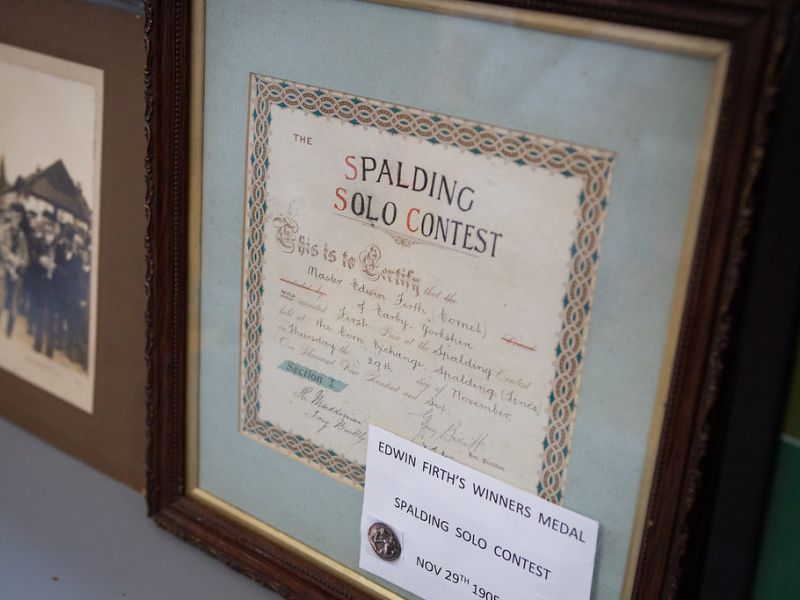 THE
SPALDING
SOLO CONTEST
This is to Certify that the
Master Edwin Firth (Cornet)
of Earby, Yorkshire
was awarded First Prize at the Spalding Contest
held at the Corn Exchange, Spalding (Lincs)
on Thursday the 29th day of November
One Thousand Nine Hundred and Six.
Section 1.
EDWIN FIRTH'S WINNERS MEDAL
SPALDING SOLO CONTEST
NOV 29TH 190